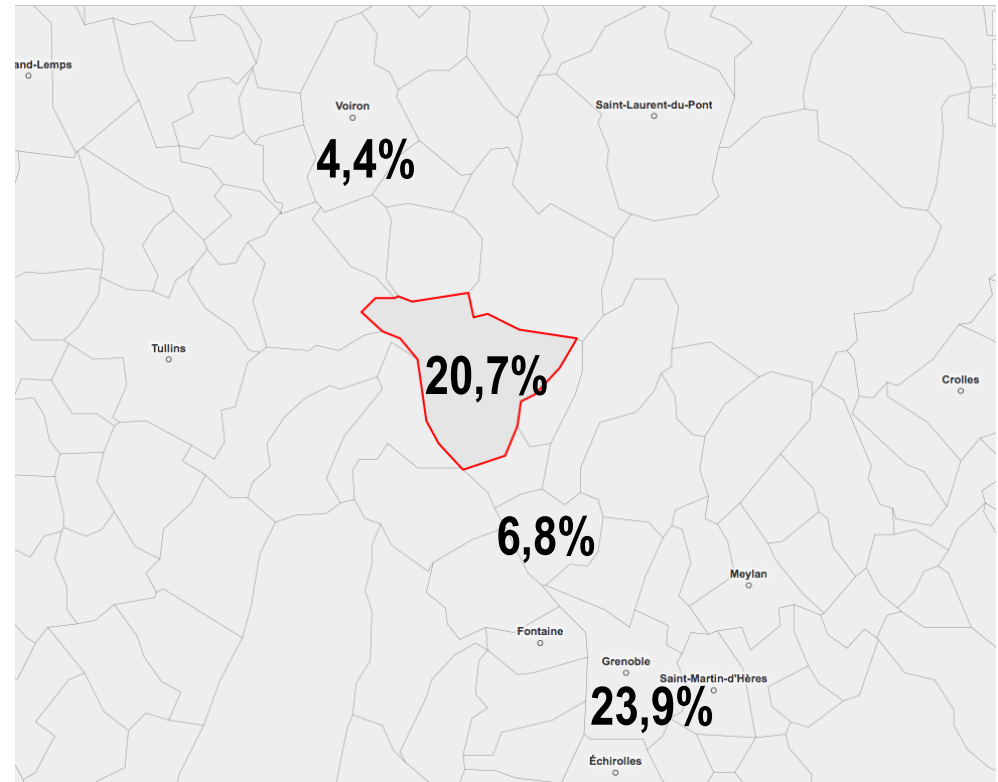 and-Lemps
Voiron
Saint-Laurent-du-Pont
4,4%
Tullins
20,7%
Crolles
6,8%
Meylan
Fontaine
Grenoble
Saint-Martin-d'Hères
23,9%
Échirolles